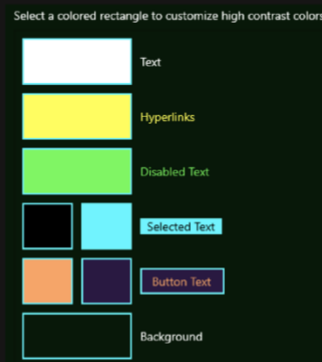 Select a colored rectangle to customize high contrast colors
Text
Hyperlinks
Disabled Text
Selected Text
Button Text
Background